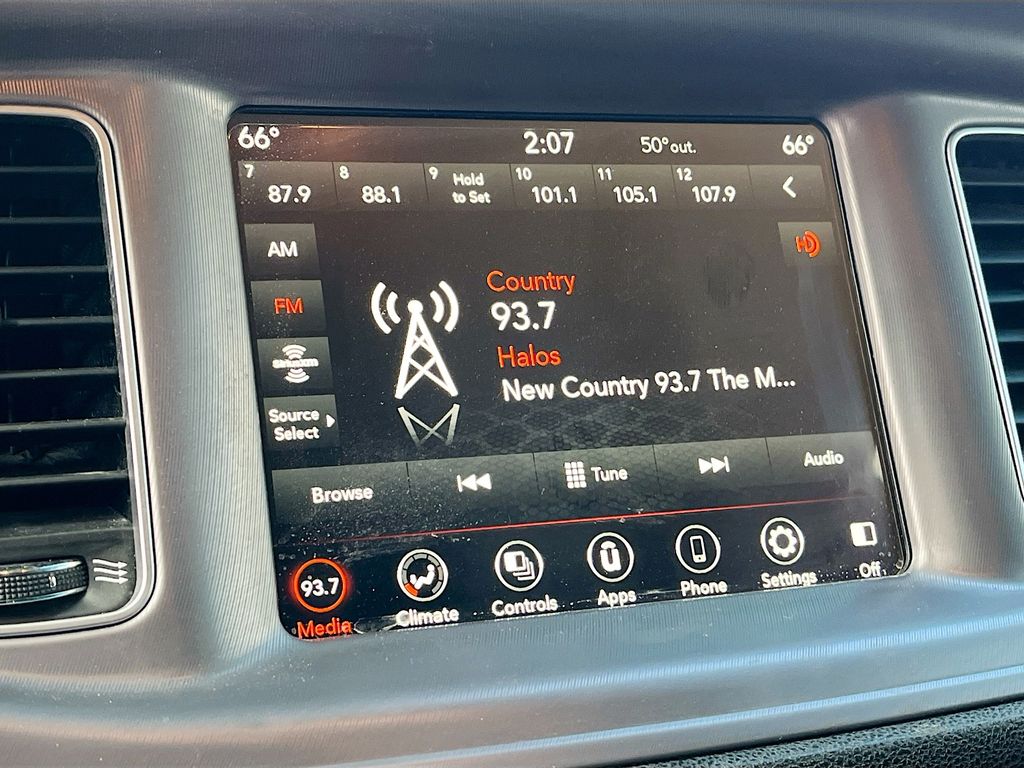 66° 2:07 50° out. 66°
7 8 9 Hold 10 11 12
87.9 88.1 to Set 101.1 105.1 107.9
AM
HD
Country
FM
93.7
Halos
siriusxm
New Country 93.7 The M...
Source
Select
Browse Tune Audio
93.7
Media Climate Controls Apps Phone Settings Off